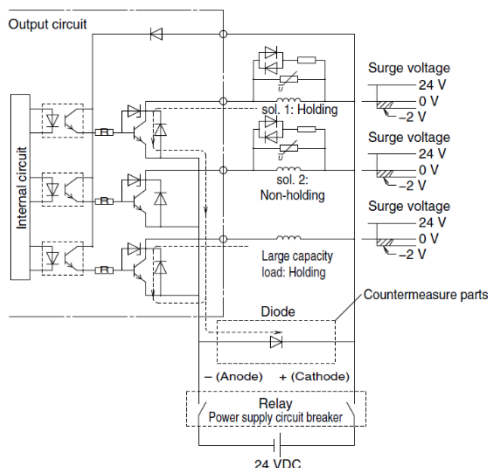 Output circuit
Internal circuit
R
R
R
u
sol. 1: Holding
u
sol. 2:
Non-holding
Large capacity
load: Holding
Surge voltage
24 V
0 V
-2 V
Surge voltage
24 V
0 V
-2 V
Surge voltage
24 V
0 V
-2 V
Countermeasure parts
Diode
– (Anode) + (Cathode)
Relay
Power supply circuit breaker
24 VDC